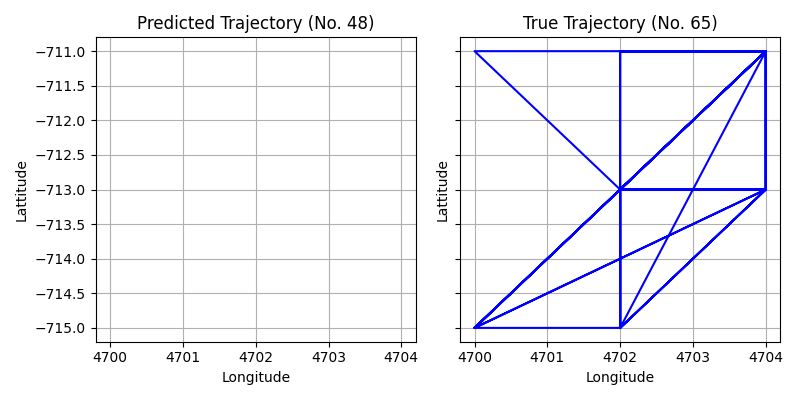 Predicted Trajectory (No. 48)
True Trajectory (No. 65)
−711.0
−711.5
−712.0
−712.5
−713.0
−713.5
−714.0
−714.5
−715.0
Lattitude
Lattitude
4700 4701 4702 4703 4704
4700 4701 4702 4703 4704
Longitude
Longitude